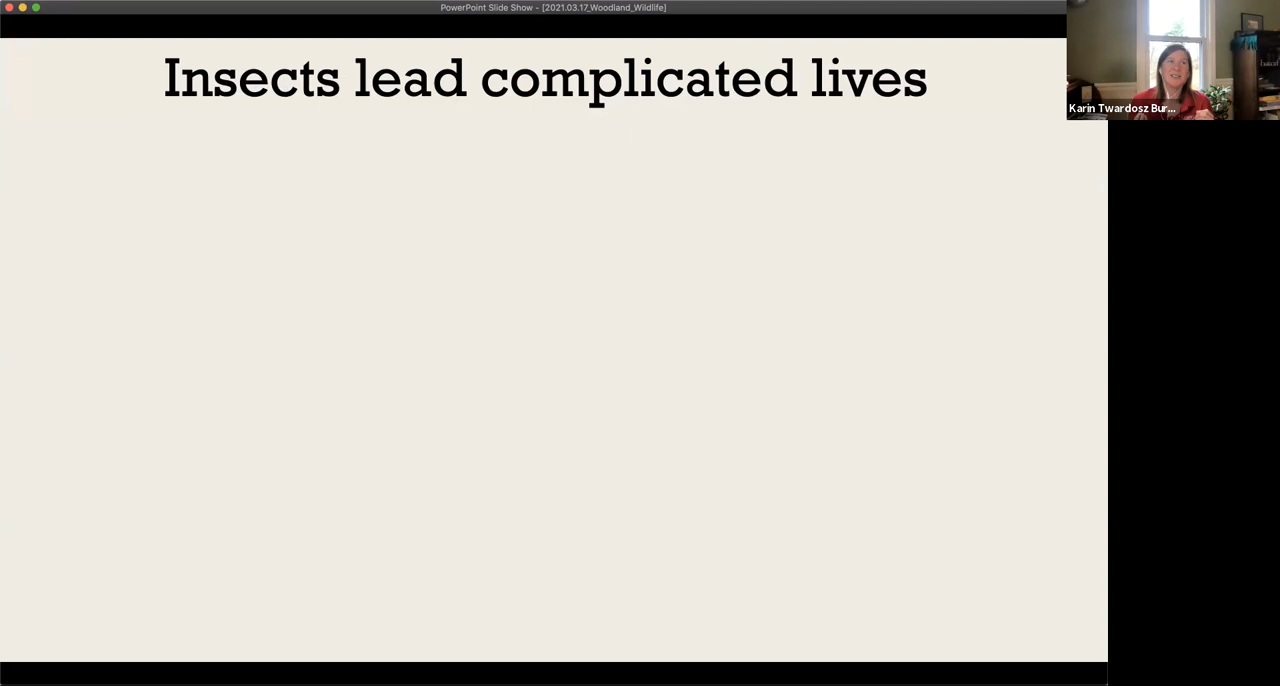 PowerPoint Slide Show - [2021.03.17_Woodland_Wildlife]
Insects lead complicated lives
Karin Twardosz Bur...